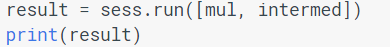 result = sess.run([mul, intermed])
print(result)